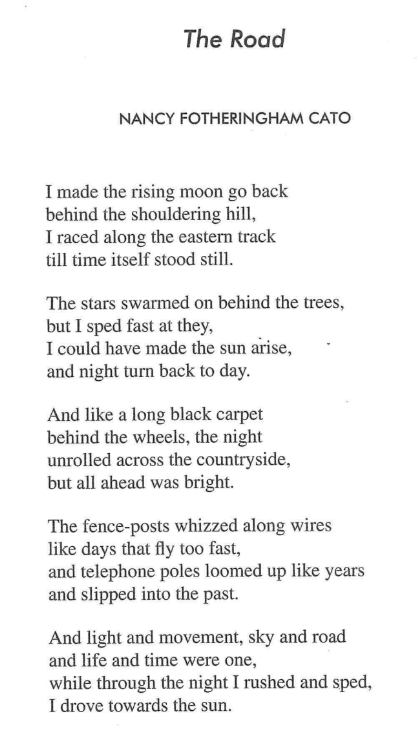 The Road
NANCY FOTHERINGHAM CATO
I made the rising moon go back
behind the shouldering hill,
I raced along the eastern track
till time itself stood still.
The stars swarmed on behind the trees,
but I sped fast at they,
I could have made the sun arise,
and night turn back to day.
And like a long black carpet
behind the wheels, the night
unrolled across the countryside,
but all ahead was bright.
The fence-posts whizzed along wires
like days that fly too fast,
and telephone poles loomed up like years
and slipped into the past.
And light and movement, sky and road
and life and time were one,
while through the night I rushed and sped,
I drove towards the sun.